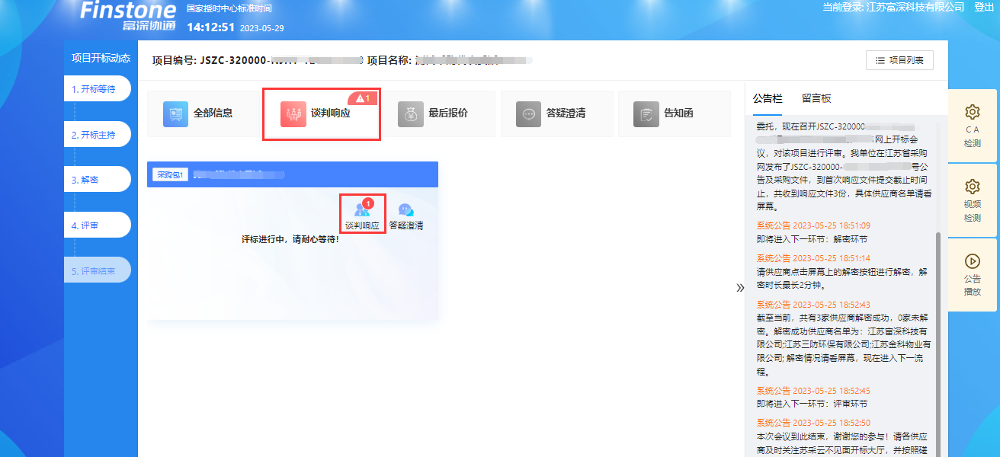 Finstone
富深协通
国家授时中心标准时间
14:12:51 2023-05-29
当前登录: 江苏富深科技有限公司 登出
项目开标动态
1. 开标等待
2. 开标主持
3. 解密
4. 评审
5. 评审结束
项目编号: JSZC-320000- 项目名称:
项目列表
全部信息
谈判响应
1
最后报价
答疑澄清
告知函
采购包1
1
谈判响应
答疑澄清
评标进行中，请耐心等待！
公告栏
留言板
委托，现在召开JSZC-320000
网上开标会
议，对该项目进行评审。我单位在江苏省采购
网发布了JSZC-320000- 号公
告及采购文件，到首次响应文件提交截止时间
止，共收到响应文件3份，具体供应商名单请看
屏幕。
系统公告 2023-05-25 18:51:09
即将进入下一环节：解密环节
系统公告 2023-05-25 18:51:14
请供应商点击屏幕上的解密按钮进行解密，解
密时长最长2分钟。
系统公告 2023-05-25 18:52:43
截至当前，共有3家供应商解密成功，0家未解
密。解密成功供应商名单为：江苏富深科技有
限公司;江苏三防环保有限公司;江苏金科物业有
限公司; 解密情况请看屏幕，现在进入下一流
程。
系统公告 2023-05-25 18:52:45
即将进入下一环节：评审环节
系统公告 2023-05-25 18:52:50
本次会议到此结束，谢谢您的参与！请各供应
商及时关注苏采云不见面开标大厅，并按照磋
CA
检测
视频
检测
公告
播放